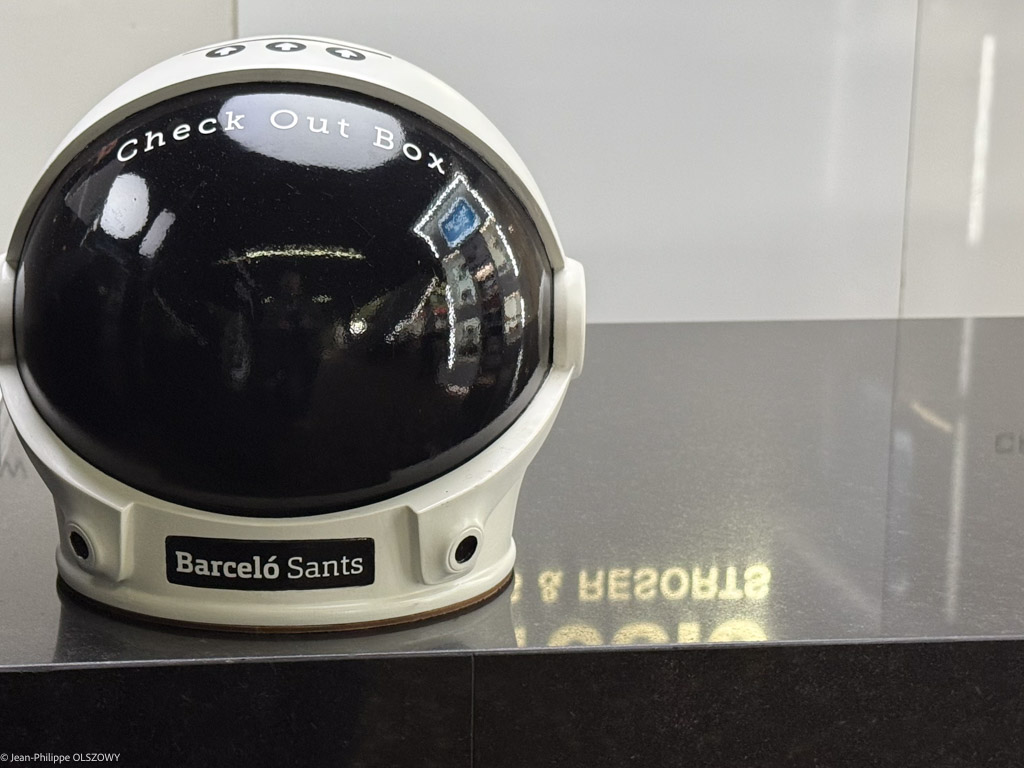 Check Out Box
Barceló Sants
& RESORTS
© Jean-Philippe OLSZOWY